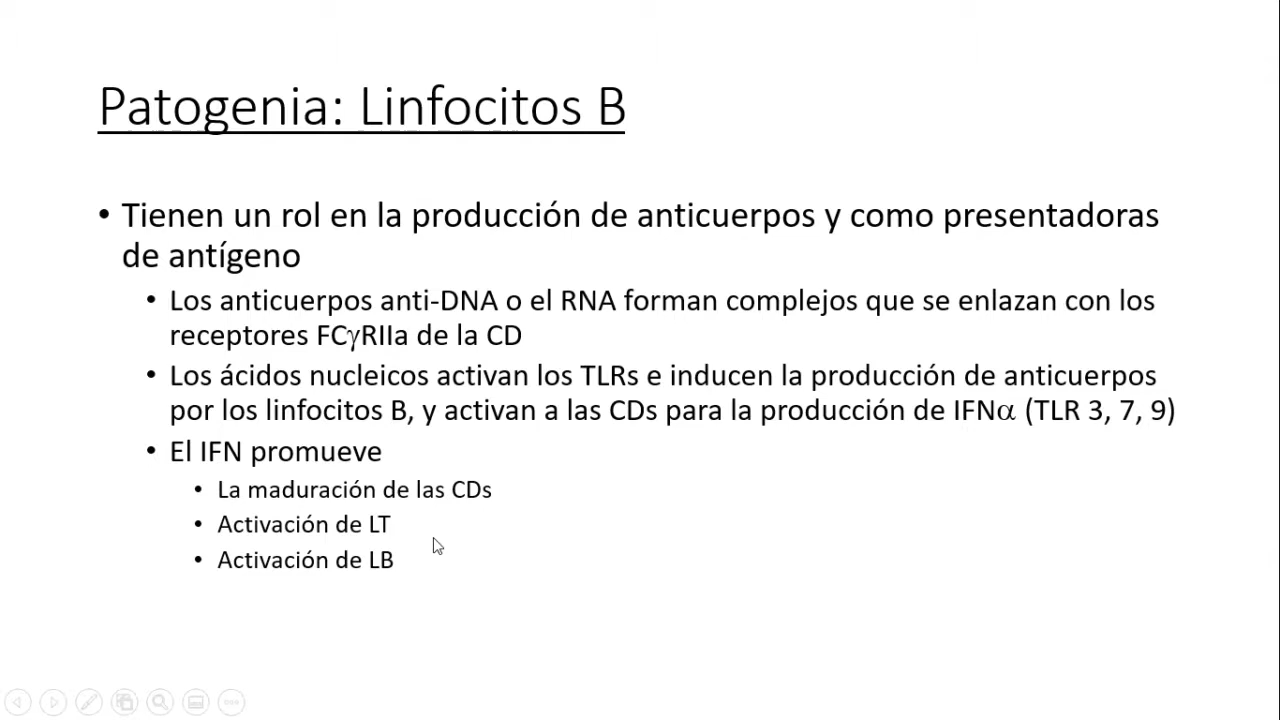 Patogenia: Linfocitos B
• Tienen un rol en la producción de anticuerpos y como presentadoras
de antígeno
• Los anticuerpos anti-DNA o el RNA forman complejos que se enlazan con los
receptores FCγRIIa de la CD
• Los ácidos nucleicos activan los TLRs e inducen la producción de anticuerpos
por los linfocitos B, y activan a las CDs para la producción de IFNα (TLR 3, 7, 9)
• El IFN promueve
• La maduración de las CDs
• Activación de LT
• Activación de LB